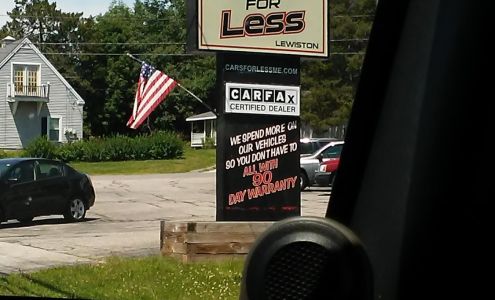 FOR
Less
LEWISTON
CARSFORLESSME.COM
CARFAX
CERTIFIED DEALER
WE SPEND MORE ON
OUR VEHICLES
SO YOU DON'T HAVE TO
ALL WITH
90
DAY WARANTY